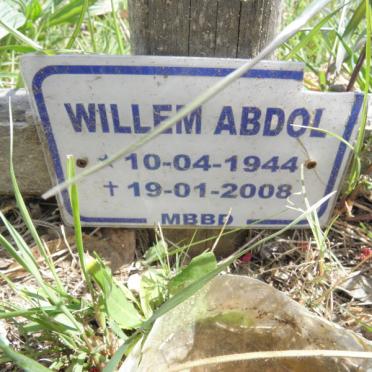 WILLEM ABDOL
* 10-04-1944
† 19-01-2008
MBBD